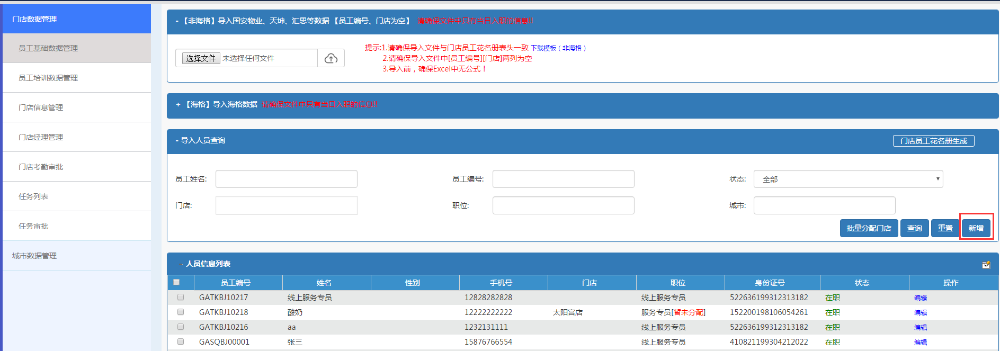 门店数据管理
员工基础数据管理
员工培训数据管理
门店信息管理
门店经理管理
门店考勤审批
任务列表
任务审批
城市数据管理
- 【非海格】导入国安物业、天坤、汇思等数据 【员工编号、门店为空】 请确保文件中只有当日入职的信息!!
选择文件 未选择任何文件
提示:1.请确保导入文件与门店员工花名册表头一致 下载模板（非海格）
2.请确保导入文件中[员工编号][门店]两列为空
3.导入前，确保Excel中无公式！
+ 【海格】导入海格数据 请确保文件中只有当日入职的信息!!
- 导入人员查询 门店员工花名册生成
员工姓名: 员工编号: 状态: 全部
门店: 职位: 城市:
批量分配门店 查询 重置 新增
- 人员信息列表
员工编号 姓名 性别 手机号 门店 职位 身份证号 状态 操作
GATKBJ10217 线上服务专员 12828282828 线上服务专员 522636199312313182 在职 编辑
GATKBJ10218 酸奶 12222222222 太阳宫店 服务专员[暂未分配] 152200198106054261 在职 编辑
GATKBJ10216 aa 1232131111 线上服务专员 522636199312313182 在职 编辑
GASQBJ00001 张三 15876766554 线上服务专员 410821199304212022 在职 编辑